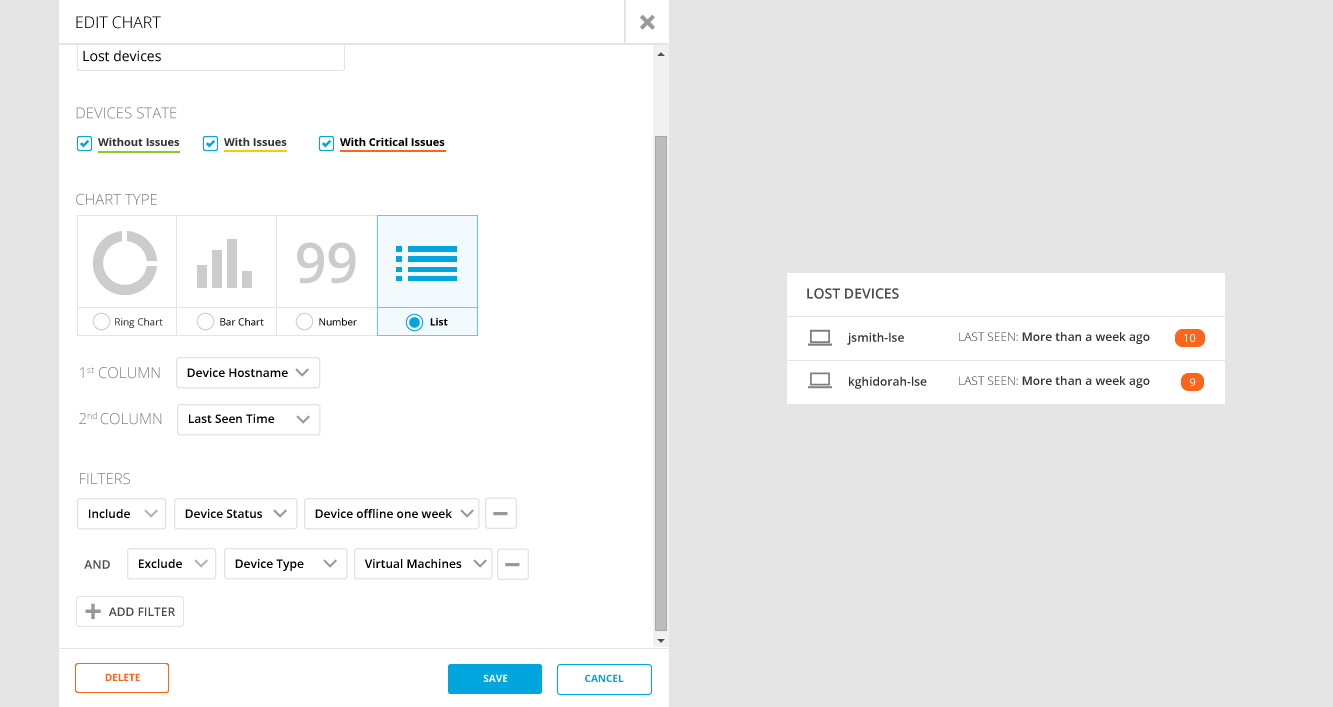 EDIT CHART
Lost devices
DEVICES STATE
Without Issues With Issues With Critical Issues
CHART TYPE
99
Ring Chart Bar Chart Number List
1st COLUMN Device Hostname
2nd COLUMN Last Seen Time
FILTERS
Include Device Status Device offline one week
AND Exclude Device Type Virtual Machines
ADD FILTER
DELETE SAVE CANCEL
LOST DEVICES
jsmith-lse LAST SEEN: More than a week ago 10
kghidorah-lse LAST SEEN: More than a week ago 9